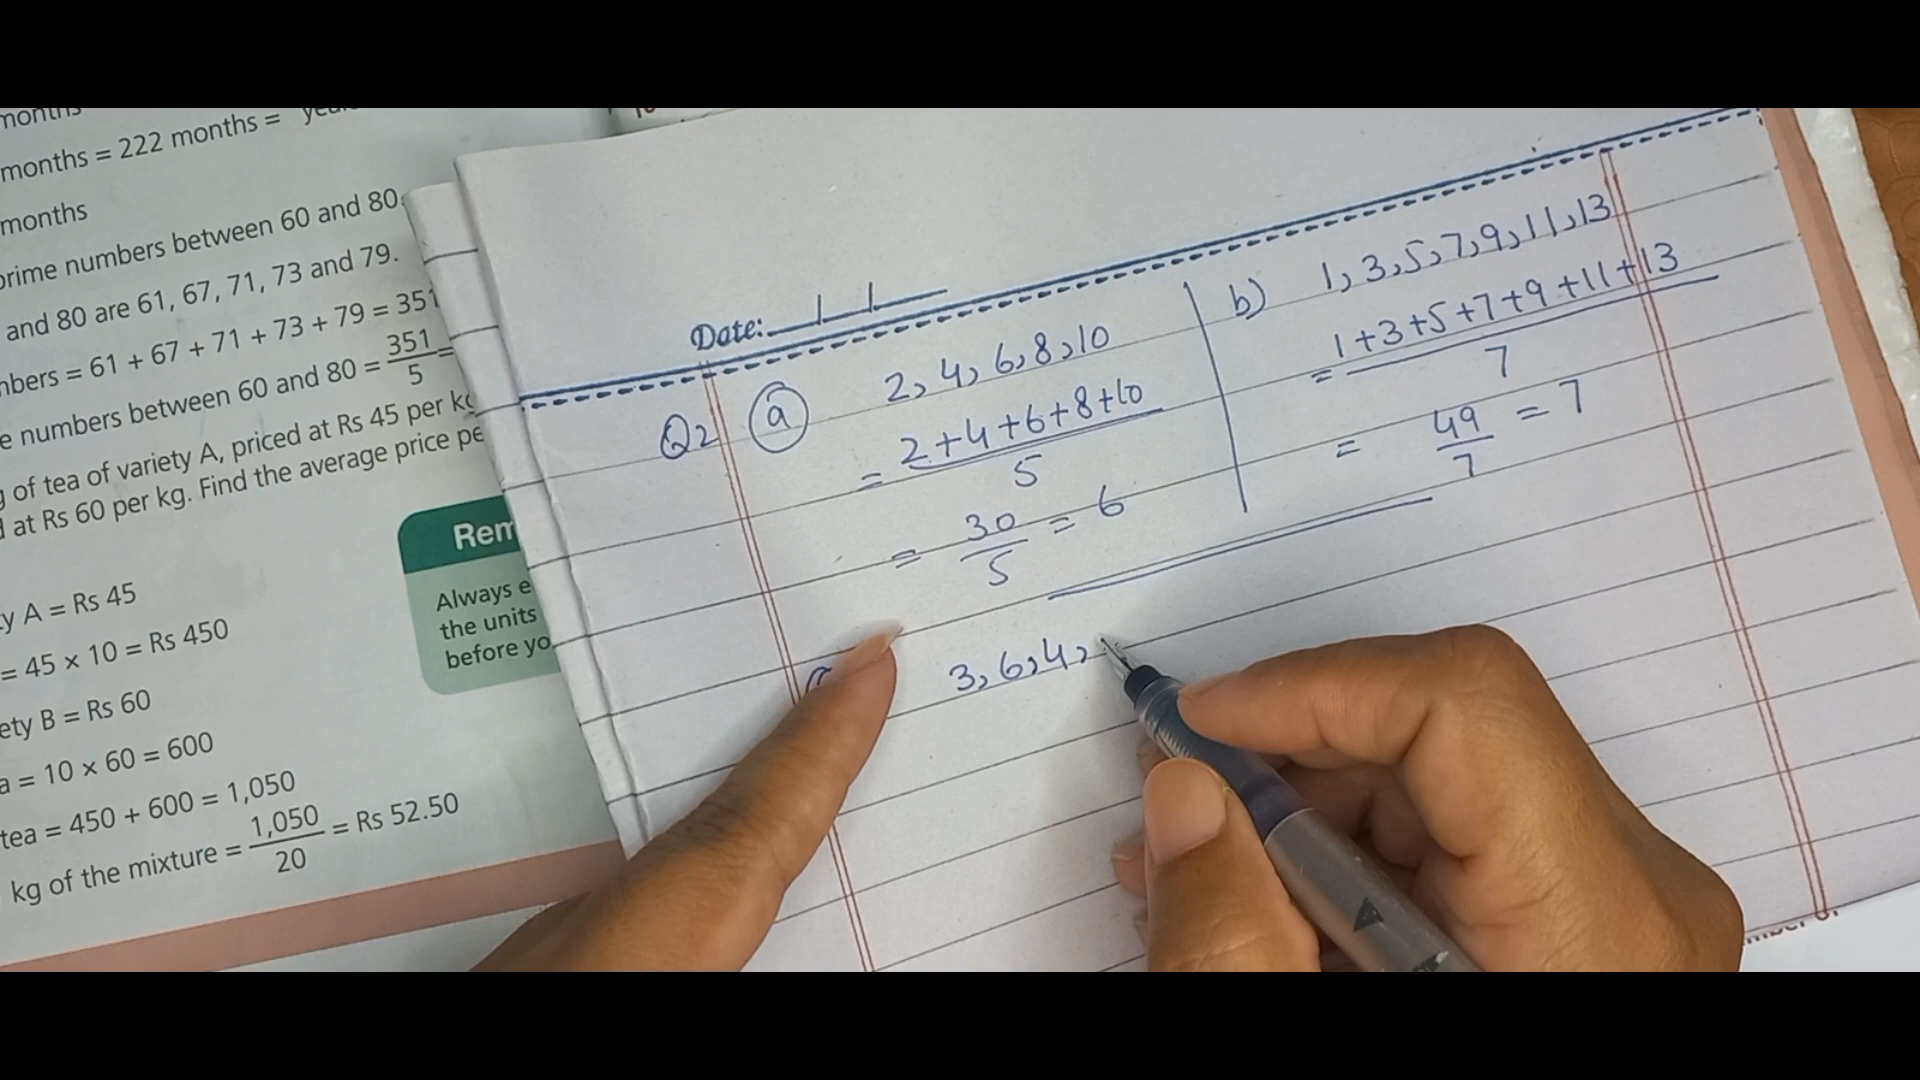 months
months = 222 months =
months
prime numbers between 60 and 80
and 80 are 61, 67, 71, 73 and 79.
= 61 + 67 + 71 + 73 + 79 = 351
numbers between 60 and 80 = 351/5 =
of tea of variety A, priced at Rs 45 per
at Rs 60 per kg. Find the average price
Always
the units
before
A = Rs 45
= 45 × 10 = Rs 450
B = Rs 60
= 10 × 60 = 600
tea = 450 + 600 = 1,050
kg of the mixture = 1,050/20 = Rs 52.50
Date:
Q2 a 2, 4, 6, 8, 10
= 2+4+6+8+10/5
= 30/5 = 6
b) 1, 3, 5, 7, 9, 11, 13
= 1+3+5+7+9+11+13/7
= 49/7 = 7
3, 6, 4,